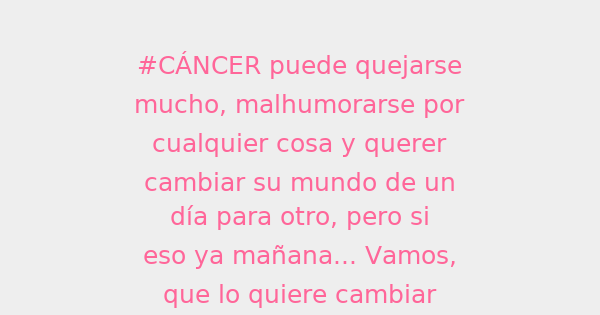 #CÁNCER puede quejarse
mucho, malhumorarse por
cualquier cosa y querer
cambiar su mundo de un
día para otro, pero si
eso ya mañana... Vamos,
que lo quiere cambiar